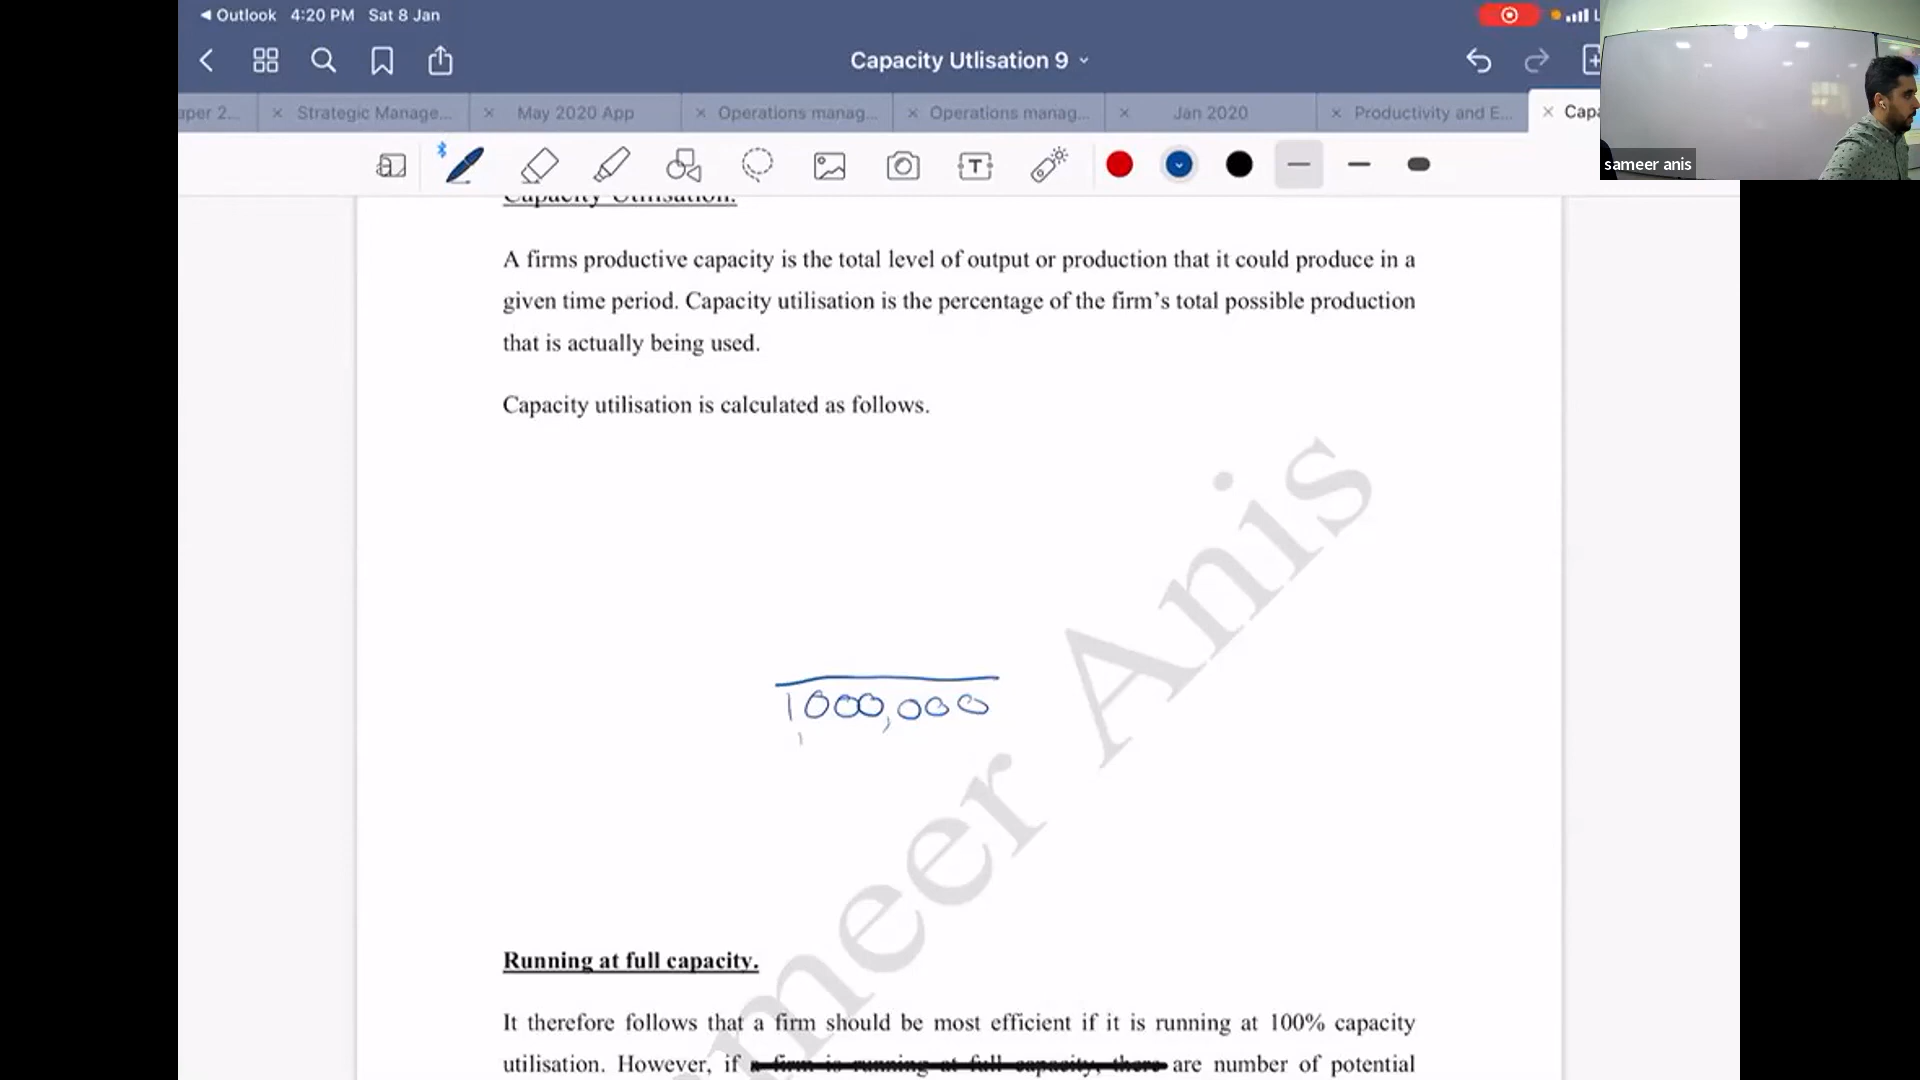 Outlook 4:20 PM Sat 8 Jan
Capacity Utlisation 9
aper 2...
Strategic Manage...
May 2020 App
Operations manag...
Operations manag...
Jan 2020
Productivity and E...
Capa
sameer anis
Capacity Utilisation.
A firms productive capacity is the total level of output or production that it could produce in a
given time period. Capacity utilisation is the percentage of the firm's total possible production
that is actually being used.
Capacity utilisation is calculated as follows.
1000,000
meer Anis
Running at full capacity.
It therefore follows that a firm should be most efficient if it is running at 100% capacity
utilisation. However, if a firm is running at full capacity, there are number of potential